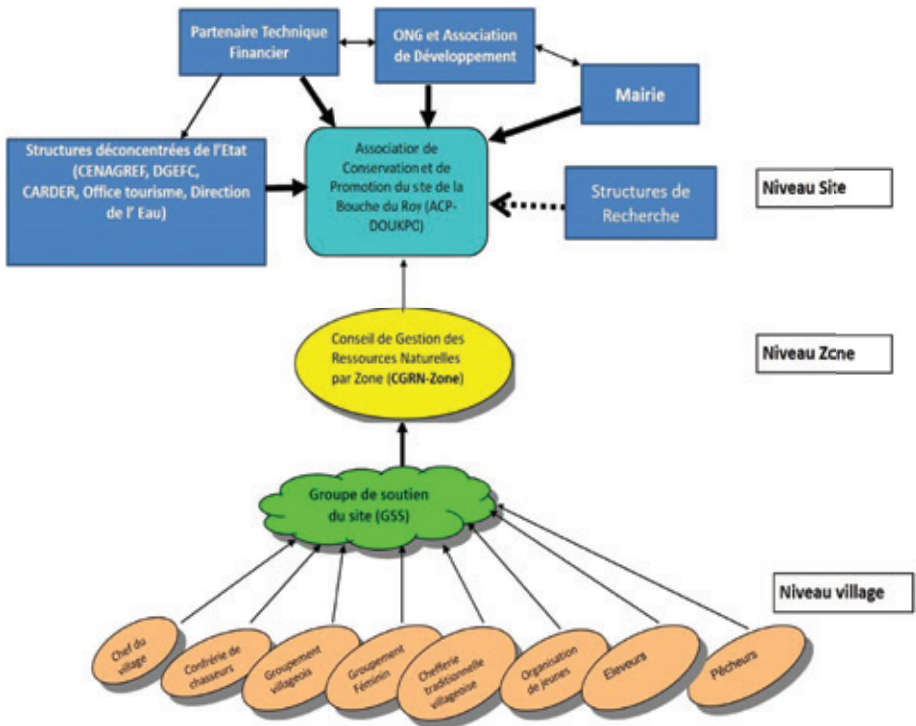 Partenaire Technique
Financier
ONG et Association
de Développement
Mairie
Structures déconcentrées de l'Etat
(CENAGREF, DGEFC,
CARDER, Office tourisme, Direction
de l' Eau)
Association de
Conservation et de
Promotion du site de la
Bouche du Roy (ACP-
DOUKPO)
Structures de
Recherche
Niveau Site
Conseil de Gestion des
Ressources Naturelles
par Zone (CGRN-Zone)
Niveau Zone
Groupe de soutien
du site (GSS)
Niveau village
Chef du
village
Confrérie de
chasseurs
Groupement
villageois
Groupement
Féminin
Chefferie
traditionnelle
villageoise
Organisation
de jeunes
Eleveurs
Pêcheurs